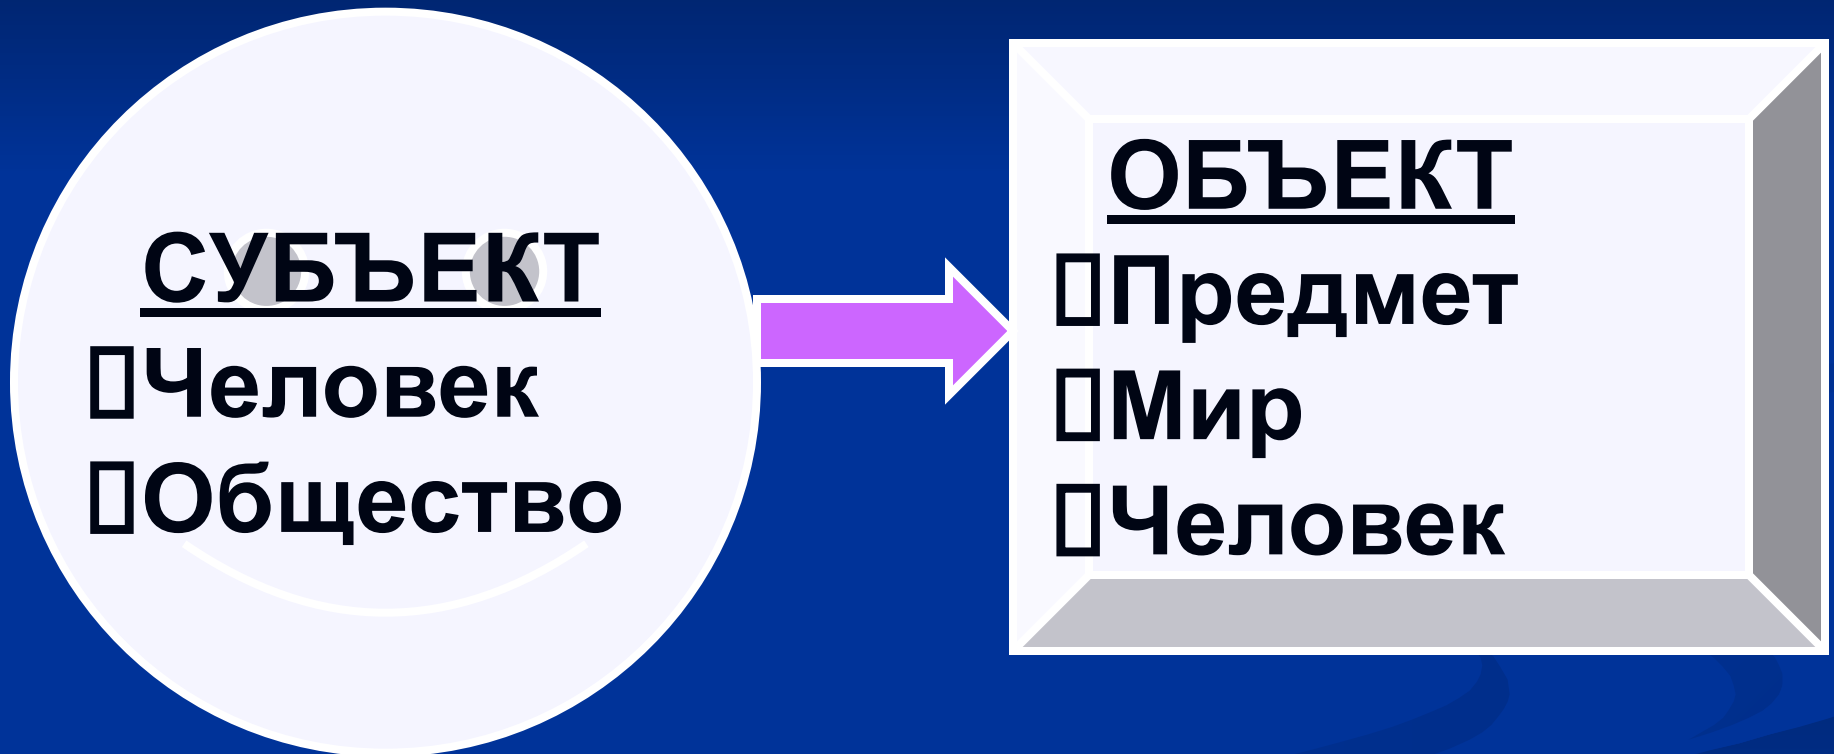 СУБЪЕКТ
Человек
Общество
ОБЪЕКТ
Предмет
Мир
Человек